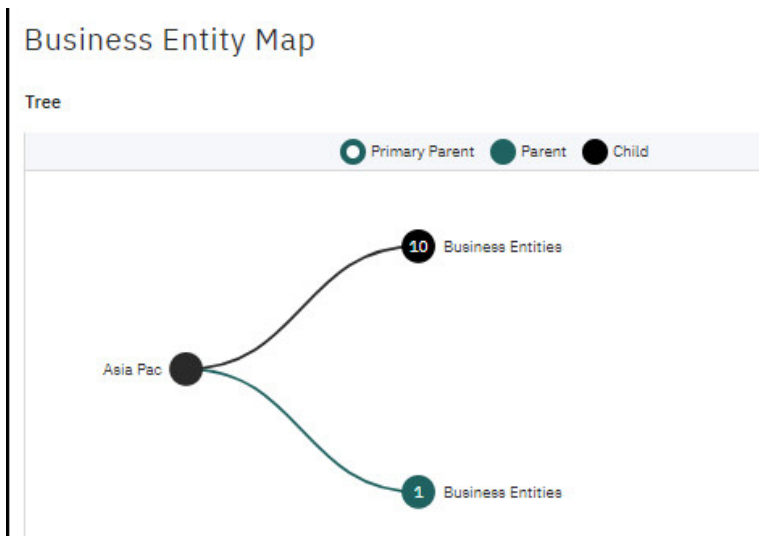 Business Entity Map
Tree
Primary Parent Parent Child
10 Business Entities
Asia Pac
1 Business Entities